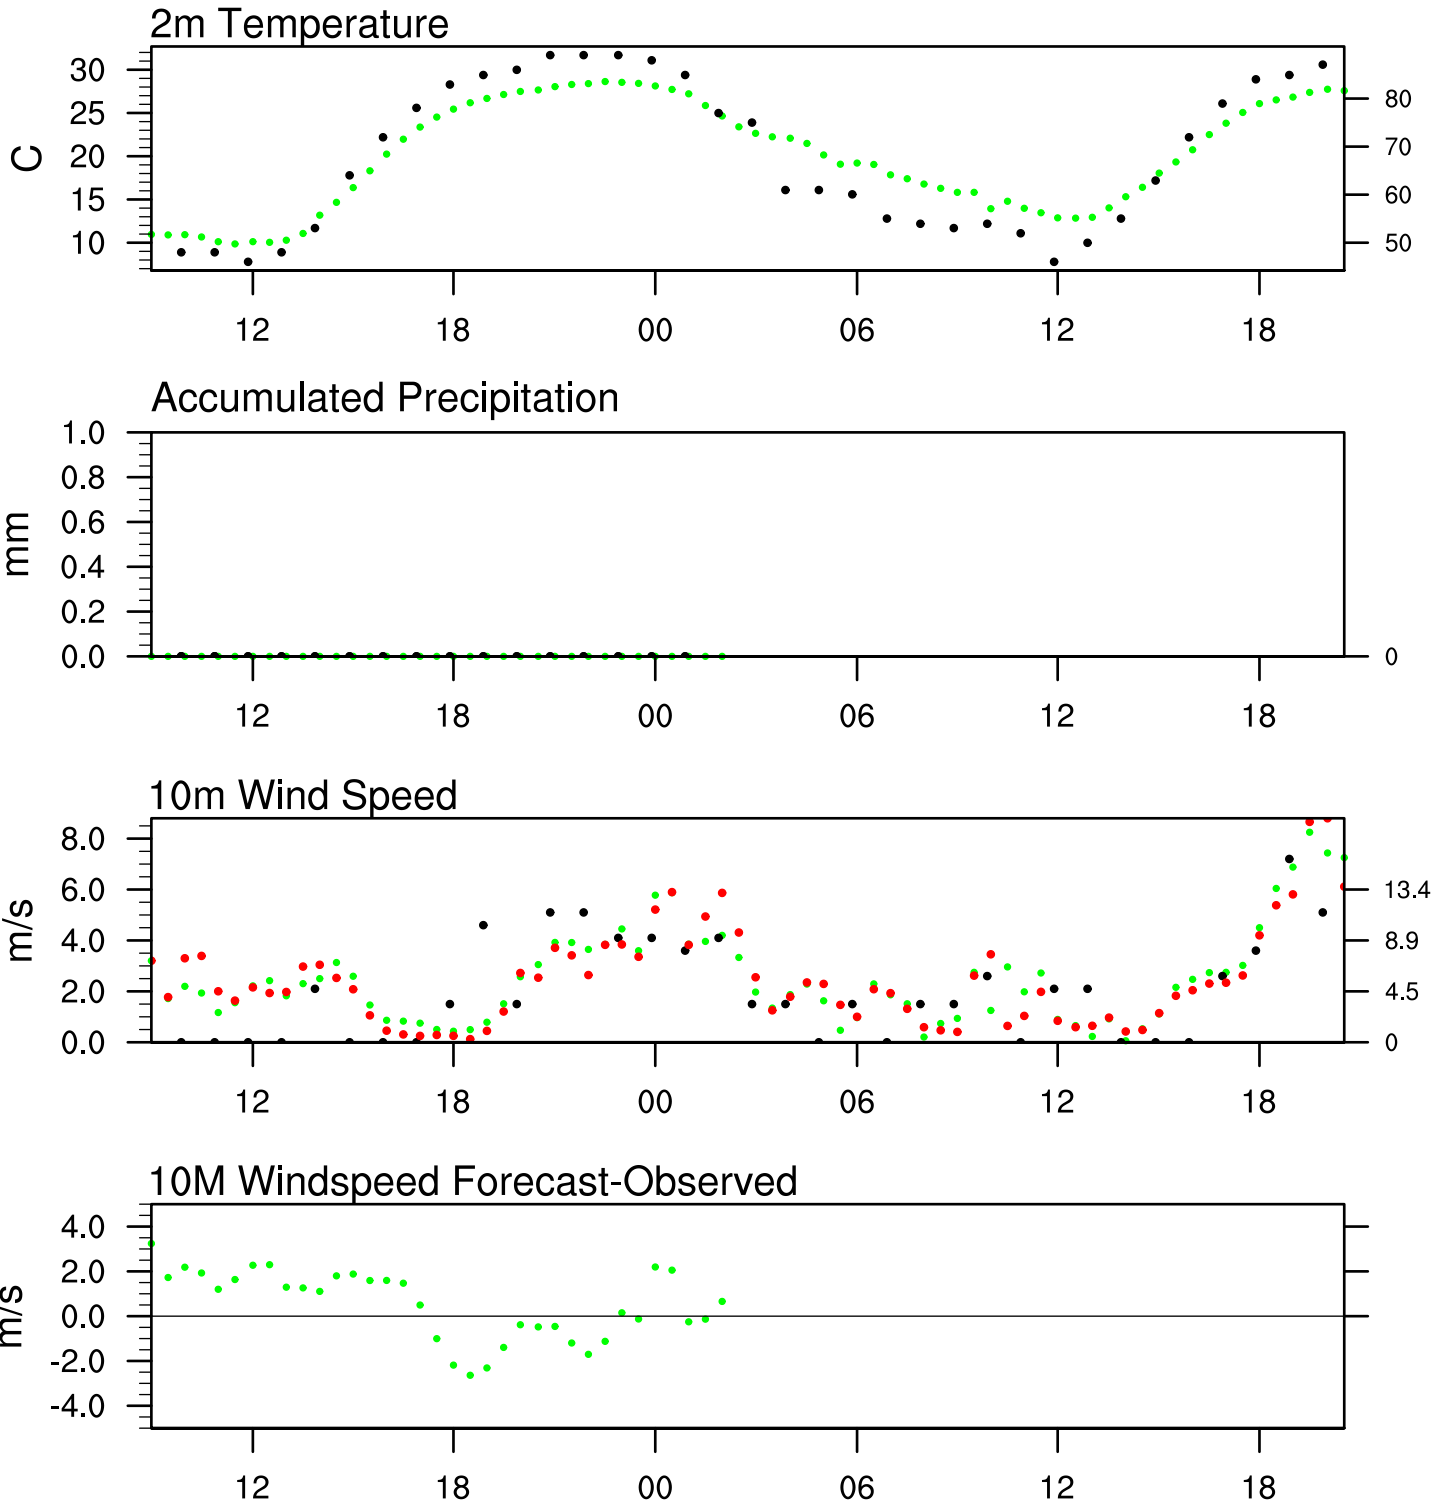 2m Temperature
30
25
20
15
10
C
80
70
60
50
12 18 00 06 12 18
Accumulated Precipitation
1.0
0.8
0.6
0.4
0.2
0.0
mm
0
12 18 00 06 12 18
10m Wind Speed
8.0
6.0
4.0
2.0
0.0
m/s
13.4
8.9
4.5
0
12 18 00 06 12 18
10M Windspeed Forecast-Observed
4.0
2.0
0.0
-2.0
-4.0
m/s
12 18 00 06 12 18